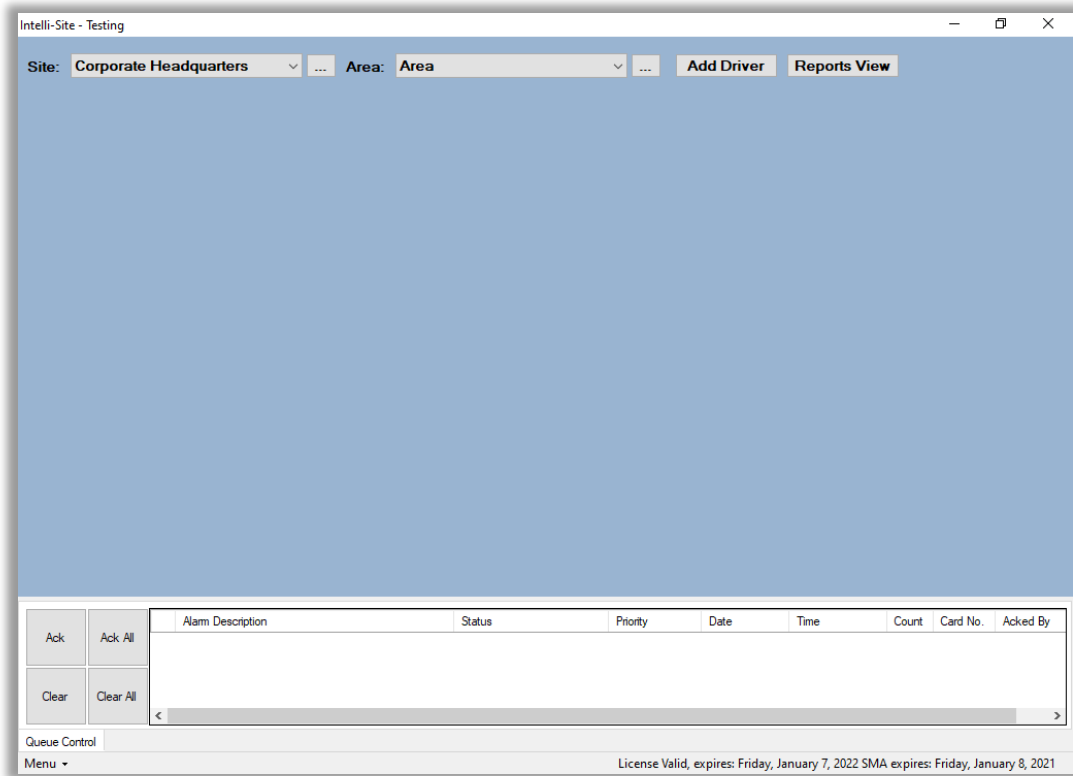 Intelli-Site - Testing
Site: Corporate Headquarters ... Area: Area ... Add Driver Reports View
Ack Ack All Alarm Description Status Priority Date Time Count Card No. Acked By
Clear Clear All
Queue Control
Menu License Valid, expires: Friday, January 7, 2022 SMA expires: Friday, January 8, 2021